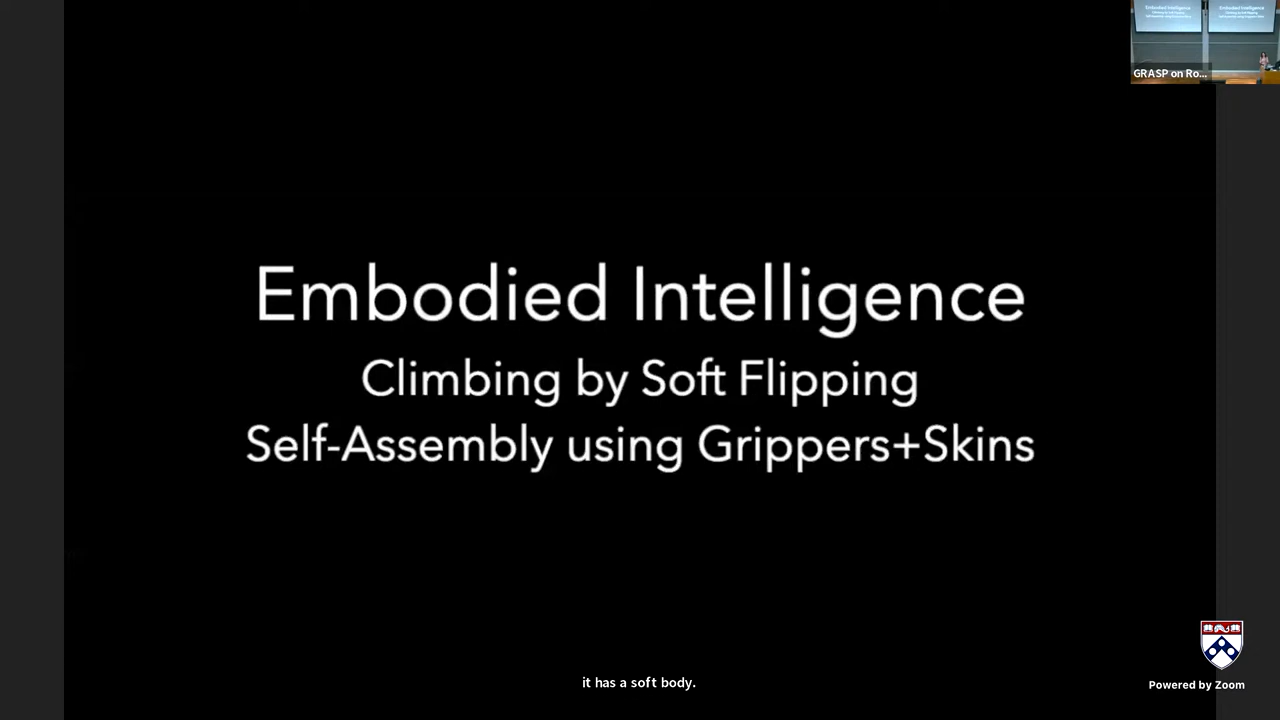 GRASP on Ro...
Embodied Intelligence
Climbing by Soft Flipping
Self-Assembly using Grippers+Skins
it has a soft body.
Powered by Zoom